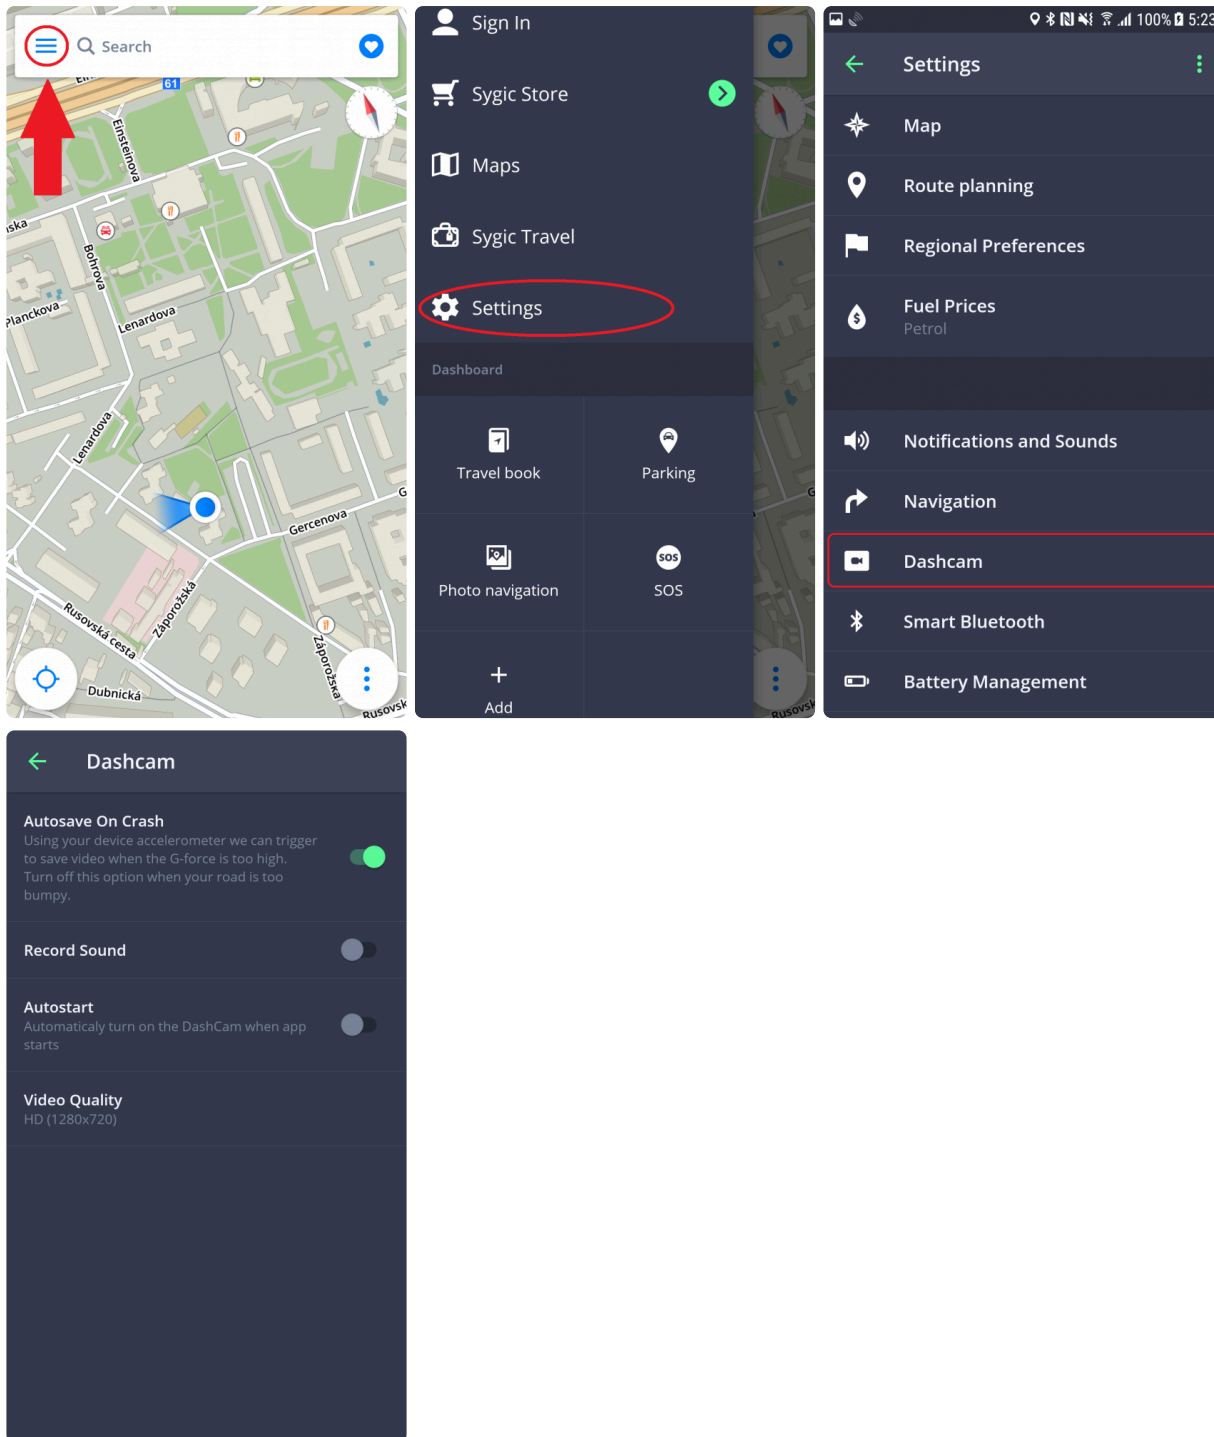 Search
61
Einsteinova
Bohrova
Planckova
Lenardova
Lenardova
Gercenova
Rusovská cesta
Záporožská
Záporožská
Dubnická
Sign In
Sygic Store
Maps
Sygic Travel
Settings
Dashboard
Travel book
Parking
Photo navigation
SOS
SOS
Add
100% 5:23
Settings
Map
Route planning
Regional Preferences
Fuel Prices
Petrol
Notifications and Sounds
Navigation
Dashcam
Smart Bluetooth
Battery Management
Dashcam
Autosave On Crash
Using your device accelerometer we can trigger
to save video when the G-force is too high.
Turn off this option when your road is too
bumpy.
Record Sound
Autostart
Automaticaly turn on the DashCam when app
starts
Video Quality
HD (1280x720)